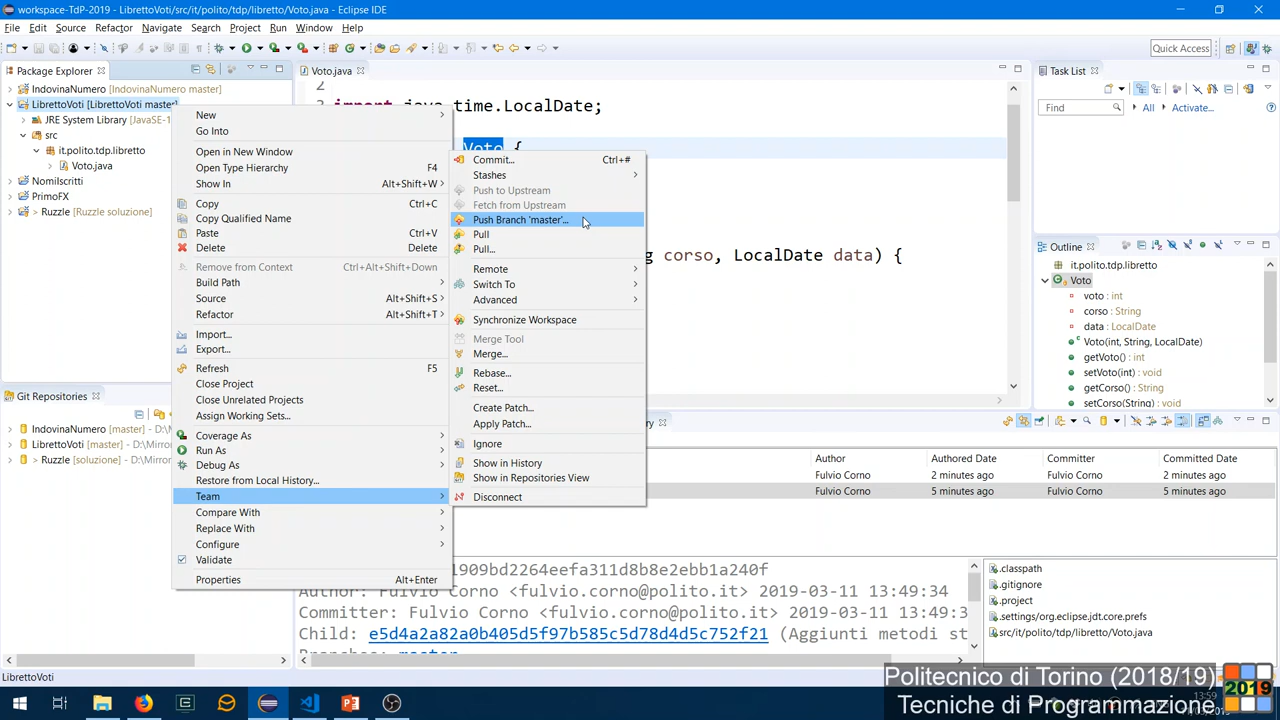 workspace-TdP-2019 - LibrettoVoti/src/it/polito/tdp/libretto/Voto.java - Eclipse IDE
File Edit Source Refactor Navigate Search Project Run Window Help
Quick Access
Package Explorer
IndovinaNumero [IndovinaNumero master]
LibrettoVoti [LibrettoVoti master]
JRE System Library [JavaSE-1
src
it.polito.tdp.libretto
Voto.java
NomiIscritti
PrimoFX
> Ruzzle [Ruzzle soluzione]
Git Repositories
IndovinaNumero [master] - D:\Mirror
LibrettoVoti [master] - D:\Mirro
> Ruzzle [soluzione] - D:\Mirro
New
Go Into
Open in New Window
Open Type Hierarchy F4
Show In Alt+Shift+W
Copy Ctrl+C
Copy Qualified Name
Paste Ctrl+V
Delete Delete
Remove from Context Ctrl+Alt+Shift+Down
Build Path
Source Alt+Shift+S
Refactor Alt+Shift+T
Import...
Export...
Refresh F5
Close Project
Close Unrelated Projects
Assign Working Sets...
Coverage As
Run As
Debug As
Restore from Local History...
Team
Compare With
Replace With
Configure
Validate
Properties Alt+Enter
Commit... Ctrl+#
Stashes
Push to Upstream
Fetch from Upstream
Push Branch 'master'...
Pull
Pull...
Remote
Switch To
Advanced
Synchronize Workspace
Merge Tool
Merge...
Rebase...
Reset...
Create Patch...
Apply Patch...
Ignore
Show in History
Show in Repositories View
Disconnect
Voto.java
2
3 import java.time.LocalDate;
Voto {
g corso, LocalDate data) {
Task List
Find All Activate...
Outline
it.polito.tdp.libretto
Voto
voto : int
corso : String
data : LocalDate
Voto(int, String, LocalDate)
getVoto() : int
setVoto(int) : void
getCorso() : String
setCorso(String) : void
ry
Author Authored Date Committer Committed Date
Fulvio Corno 2 minutes ago Fulvio Corno 2 minutes ago
Fulvio Corno 5 minutes ago Fulvio Corno 5 minutes ago
1909bd2264eefa311d8b8e2ebb1a240f
Author: Fulvio Corno <fulvio.corno@polito.it> 2019-03-11 13:49:34
Committer: Fulvio Corno <fulvio.corno@polito.it> 2019-03-11 13:49:3
Child: e5d4a2a82a0b405d5f97b585c5d78d4d5c752f21 (Aggiunti metodi st
Branches: master
.classpath
.gitignore
.project
.settings/org.eclipse.jdt.core.prefs
src/it/polito/tdp/libretto/Voto.java
LibrettoVoti
Politecnico di Torino (2018/19)
Tecniche di Programmazione
2019
13:59